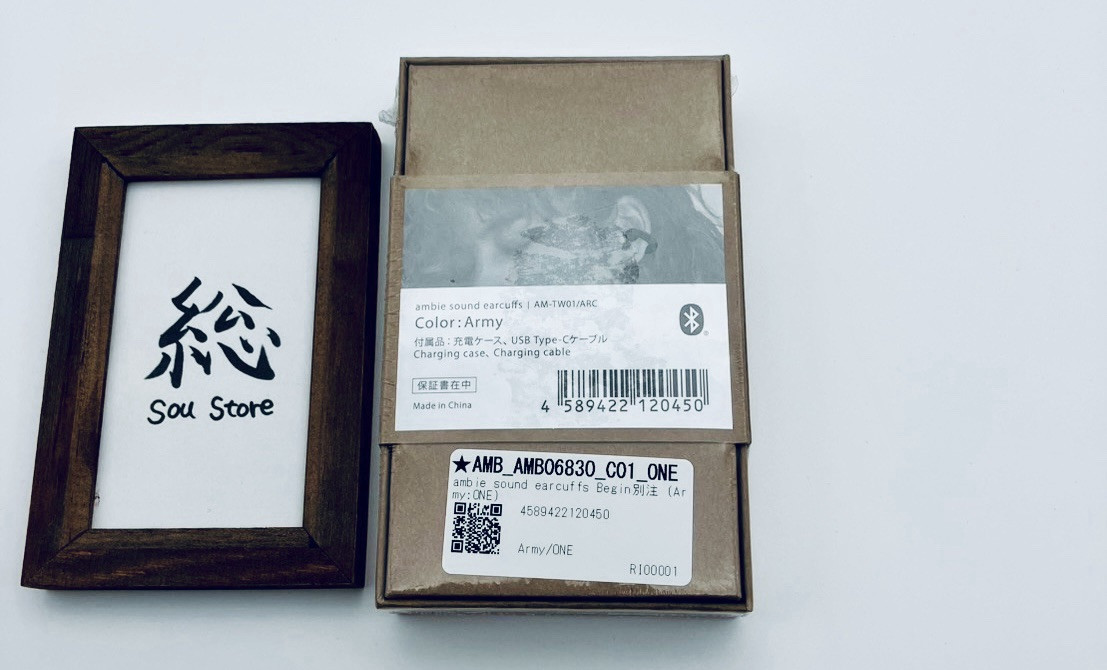 総
Sou Store
ambie sound earcuffs | AM-TW01/ARC
Color:Army
付属品:充電ケース、USB Type-Cケーブル
Charging case、Charging cable
保証書在中
Made in China
4 589422 120450
★AMB_AMB06830_C01_ONE
ambie sound earcuffs Begin別注 (Ar
my:ONE)
4589422120450
Army/ONE
RI00001